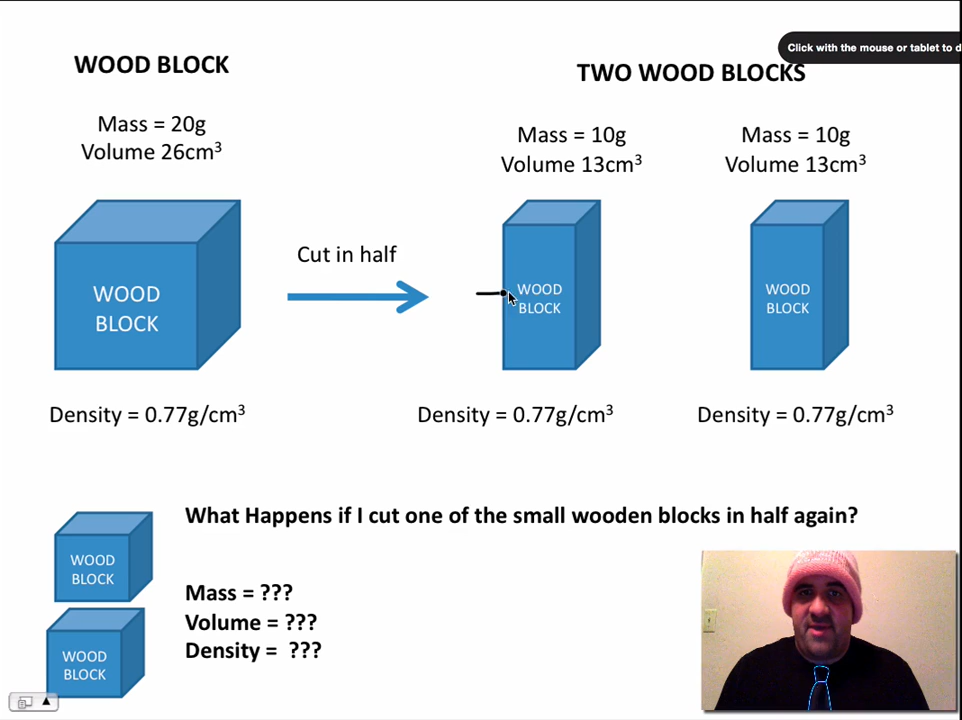 Click with the mouse or tablet to d
WOOD BLOCK
TWO WOOD BLOCKS
Mass = 20g
Volume 26cm³
Mass = 10g
Volume 13cm³
Mass = 10g
Volume 13cm³
Cut in half
WOOD
BLOCK
WOOD
BLOCK
WOOD
BLOCK
Density = 0.77g/cm³
Density = 0.77g/cm³
Density = 0.77g/cm³
What Happens if I cut one of the small wooden blocks in half again?
WOOD
BLOCK
Mass = ???
Volume = ???
Density = ???
WOOD
BLOCK